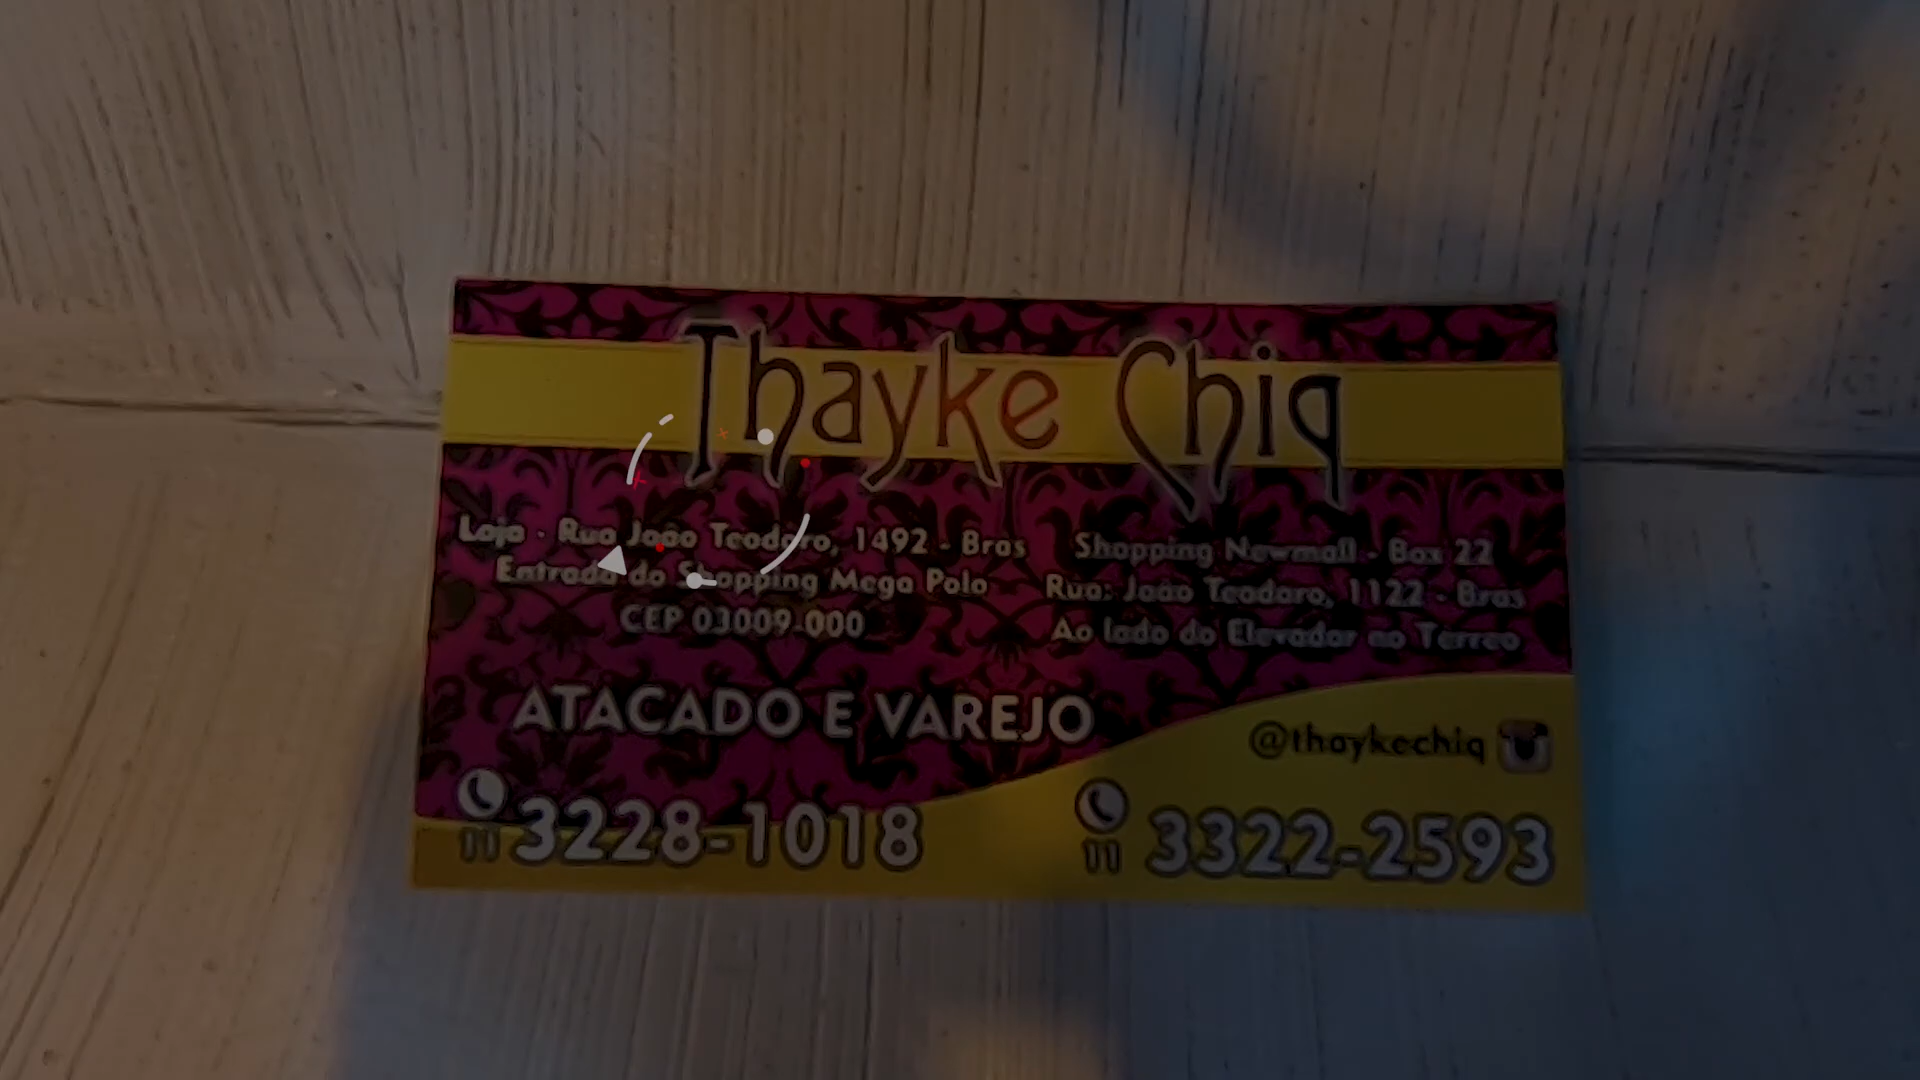 Thayke Chiq
Loja - Rua João Teodoro, 1492 - Bras
Entrada do Shopping Mega Polo
CEP 03009-000
Shopping Newmall - Box 22
Rua: João Teodoro, 1122 - Bras
Ao lado do Elevador ao Terreo
ATACADO E VAREJO
@thaykechiq
11 3228-1018
11 3322-2593